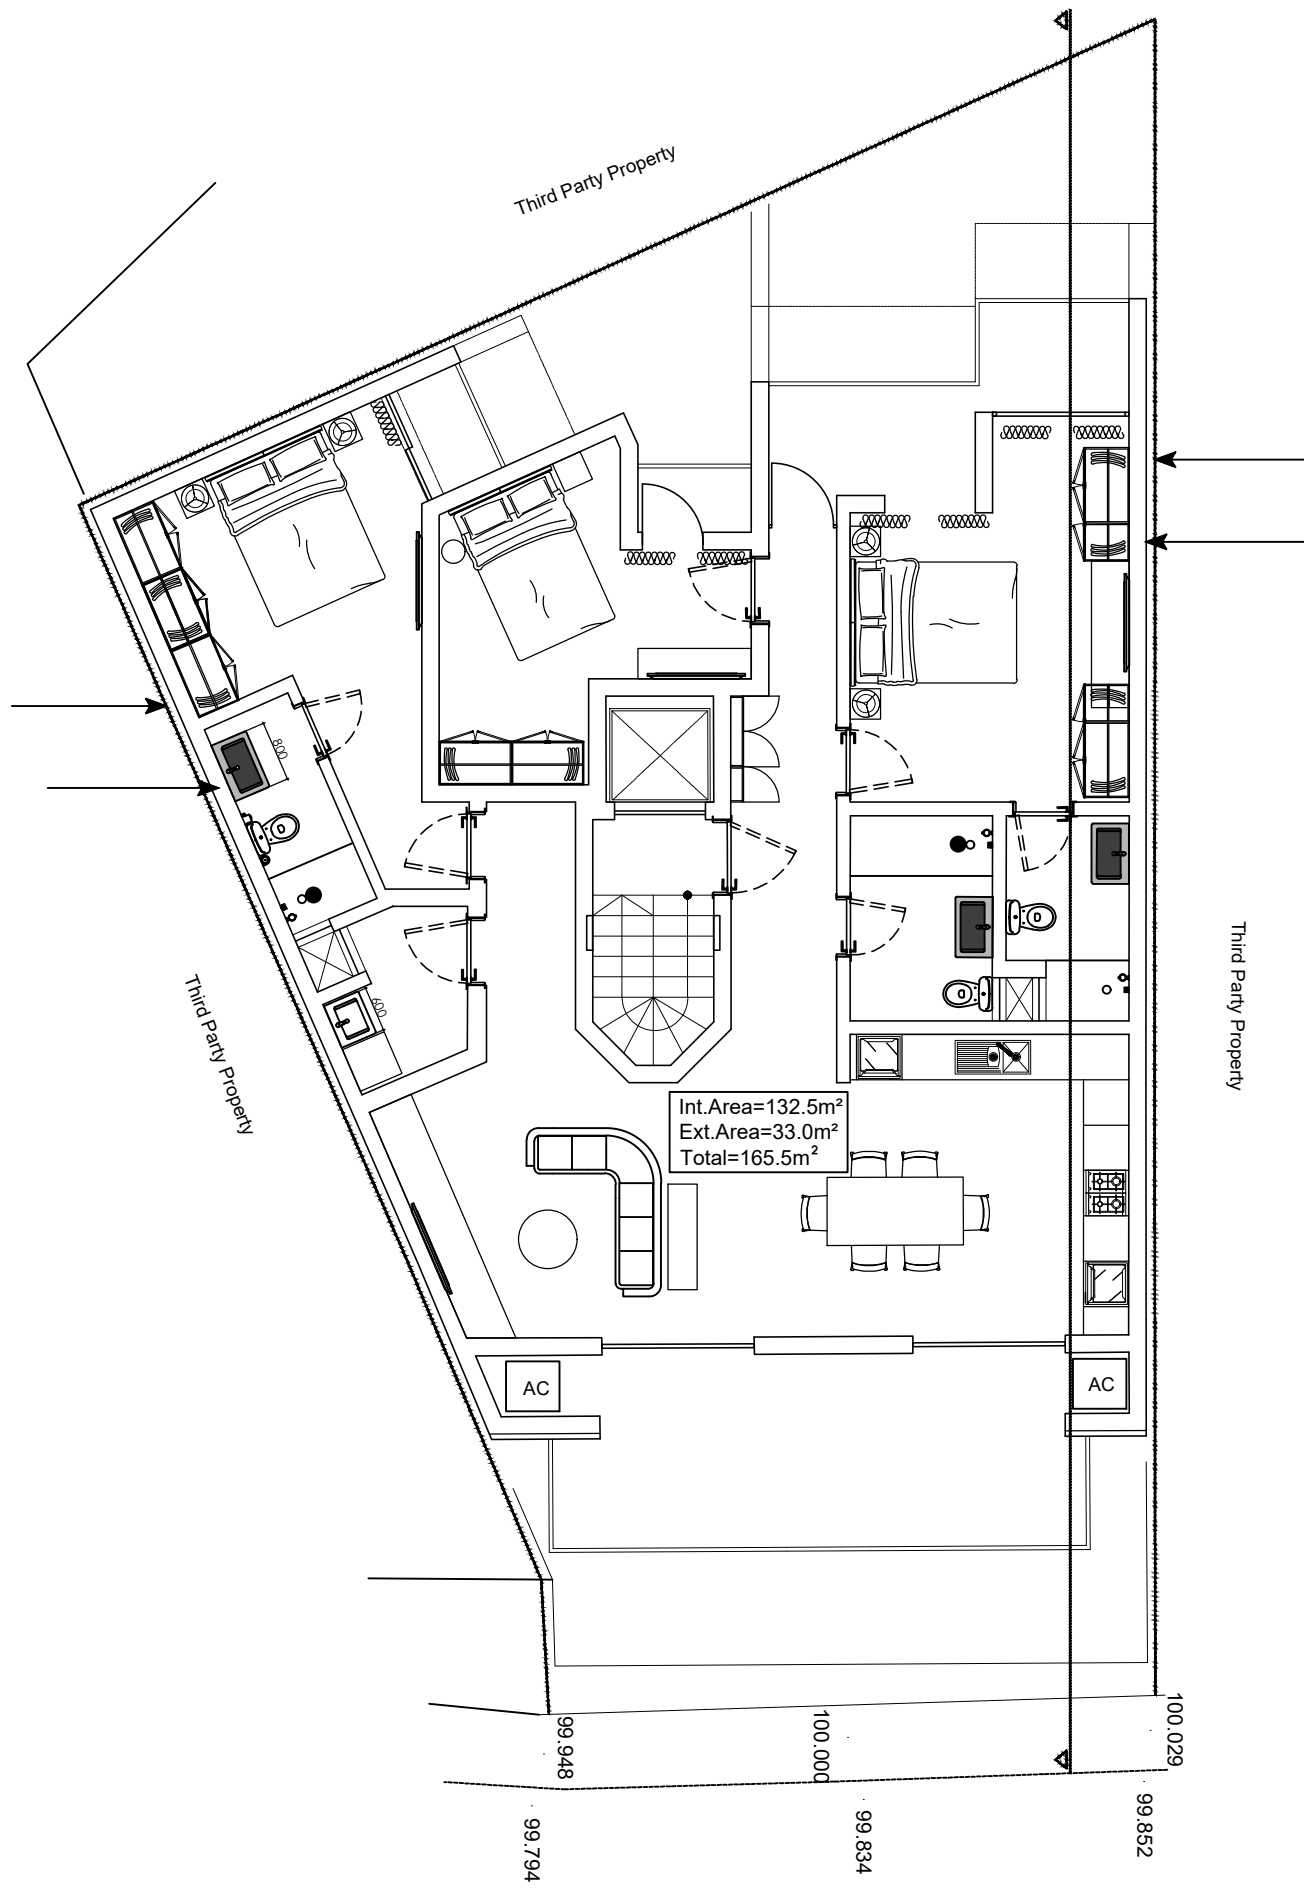 Third Party Property
800
600
Third Party Property
Third Party Property
Int.Area=132.5m²
Ext.Area=33.0m²
Total=165.5m²
AC
AC
99.948
100.000
100.029
99.794
99.834
99.852